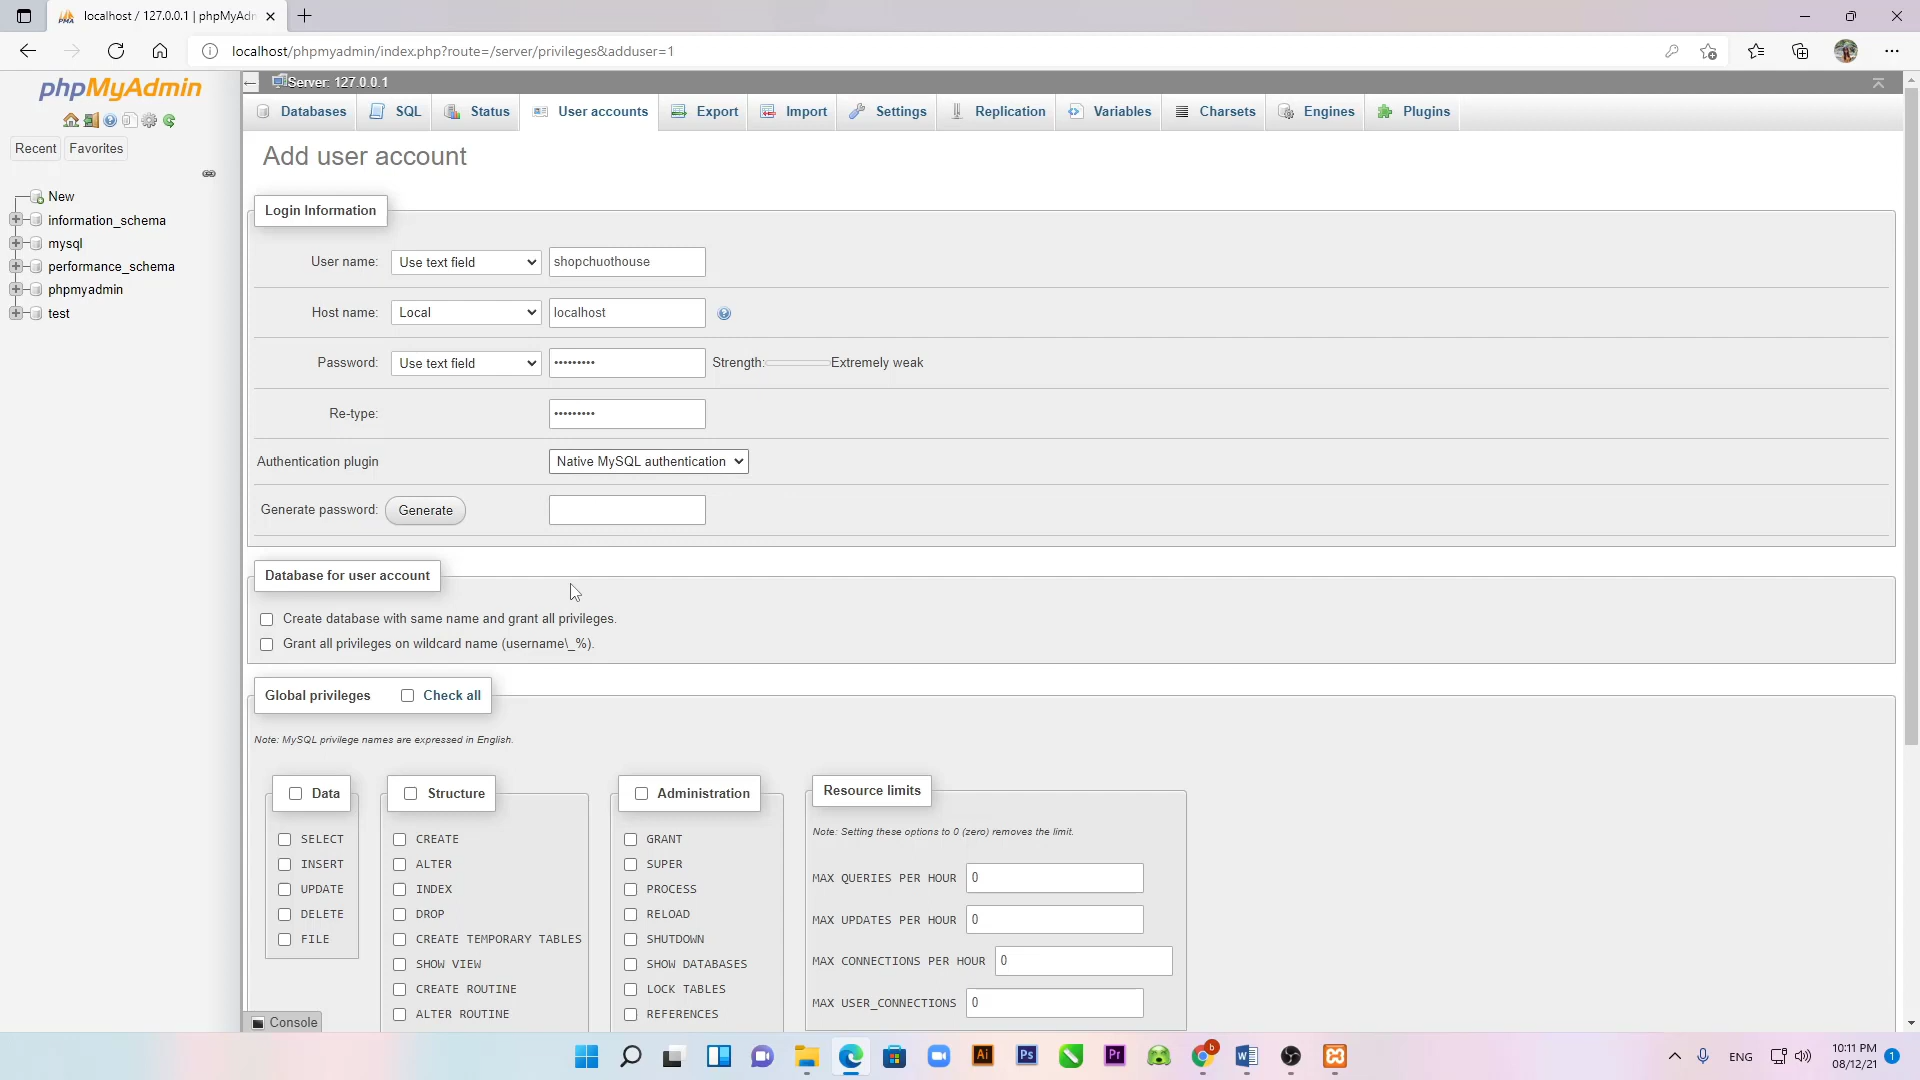 localhost / 127.0.0.1 | phpMyAdm
localhost/phpmyadmin/index.php?route=/server/privileges&adduser=1
phpMyAdmin
Recent
Favorites
New
information_schema
mysql
performance_schema
phpmyadmin
test
Server: 127.0.0.1
Databases
SQL
Status
User accounts
Export
Import
Settings
Replication
Variables
Charsets
Engines
Plugins
Add user account
Login Information
User name:
Use text field
shopchuothouse
Host name:
Local
localhost
Password:
Use text field
•••••••••
Strength:
Extremely weak
Re-type:
•••••••••
Authentication plugin
Native MySQL authentication
Generate password:
Generate
Database for user account
Create database with same name and grant all privileges.
Grant all privileges on wildcard name (username\_%).
Global privileges
Check all
Note: MySQL privilege names are expressed in English.
Data
SELECT
INSERT
UPDATE
DELETE
FILE
Structure
CREATE
ALTER
INDEX
DROP
CREATE TEMPORARY TABLES
SHOW VIEW
CREATE ROUTINE
ALTER ROUTINE
Administration
GRANT
SUPER
PROCESS
RELOAD
SHUTDOWN
SHOW DATABASES
LOCK TABLES
REFERENCES
Resource limits
Note: Setting these options to 0 (zero) removes the limit.
MAX QUERIES PER HOUR
0
MAX UPDATES PER HOUR
0
MAX CONNECTIONS PER HOUR
0
MAX USER_CONNECTIONS
0
Console
Ai
Ps
Pr
b
ENG
10:11 PM
08/12/21
1